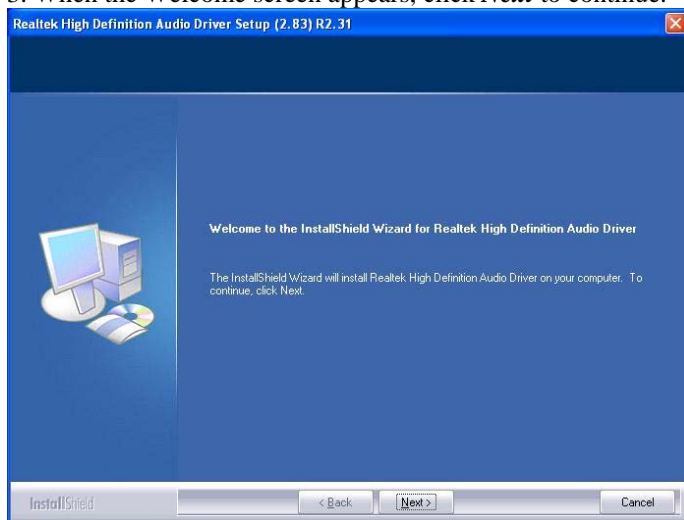 3. When the Welcome screen appears, click Next to continue.
Realtek High Definition Audio Driver Setup (2.83) R2.31
Welcome to the InstallShield Wizard for Realtek High Definition Audio Driver
The InstallShield Wizard will install Realtek High Definition Audio Driver on your computer. To
continue, click Next.
InstallShield
< Back
Next >
Cancel